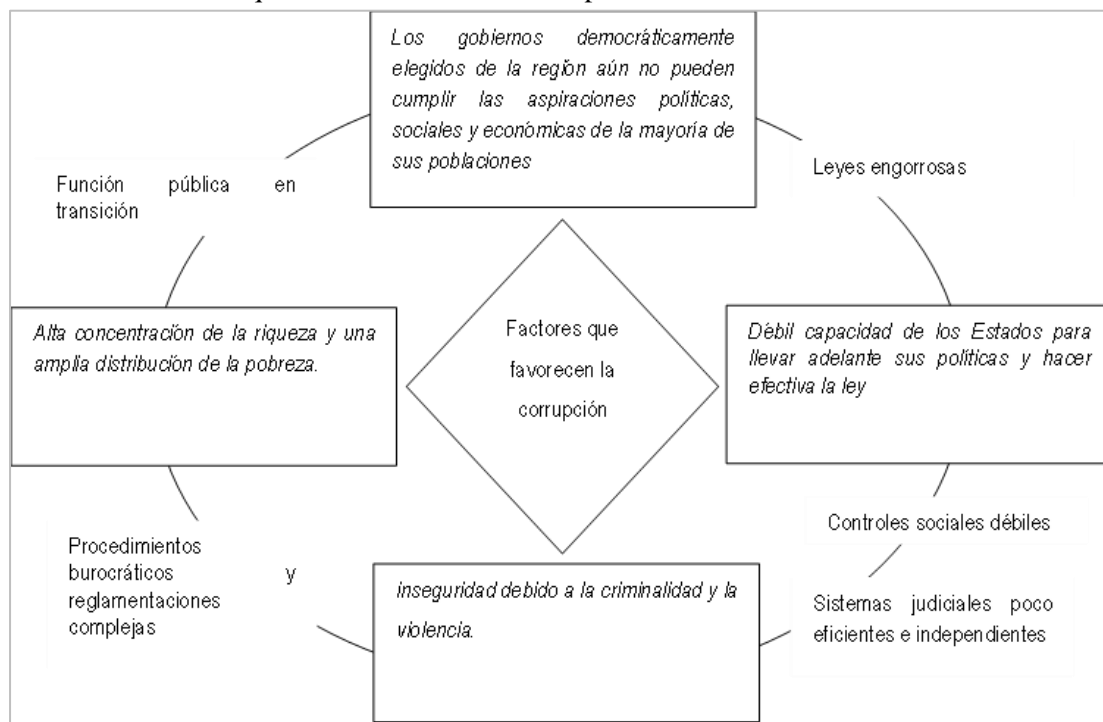 Los gobiernos democráticamente
elegidos de la región aún no pueden
cumplir las aspiraciones políticas,
sociales y económicas de la mayoría de
sus poblaciones
Función pública en
transición
Leyes engorrosas
Alta concentración de la riqueza y una
amplia distribución de la pobreza.
Factores que
favorecen la
corrupción
Débil capacidad de los Estados para
llevar adelante sus políticas y hacer
efectiva la ley
Procedimientos
burocráticos y
reglamentaciones
complejas
inseguridad debido a la criminalidad y la
violencia.
Controles sociales débiles
Sistemas judiciales poco
eficientes e independientes